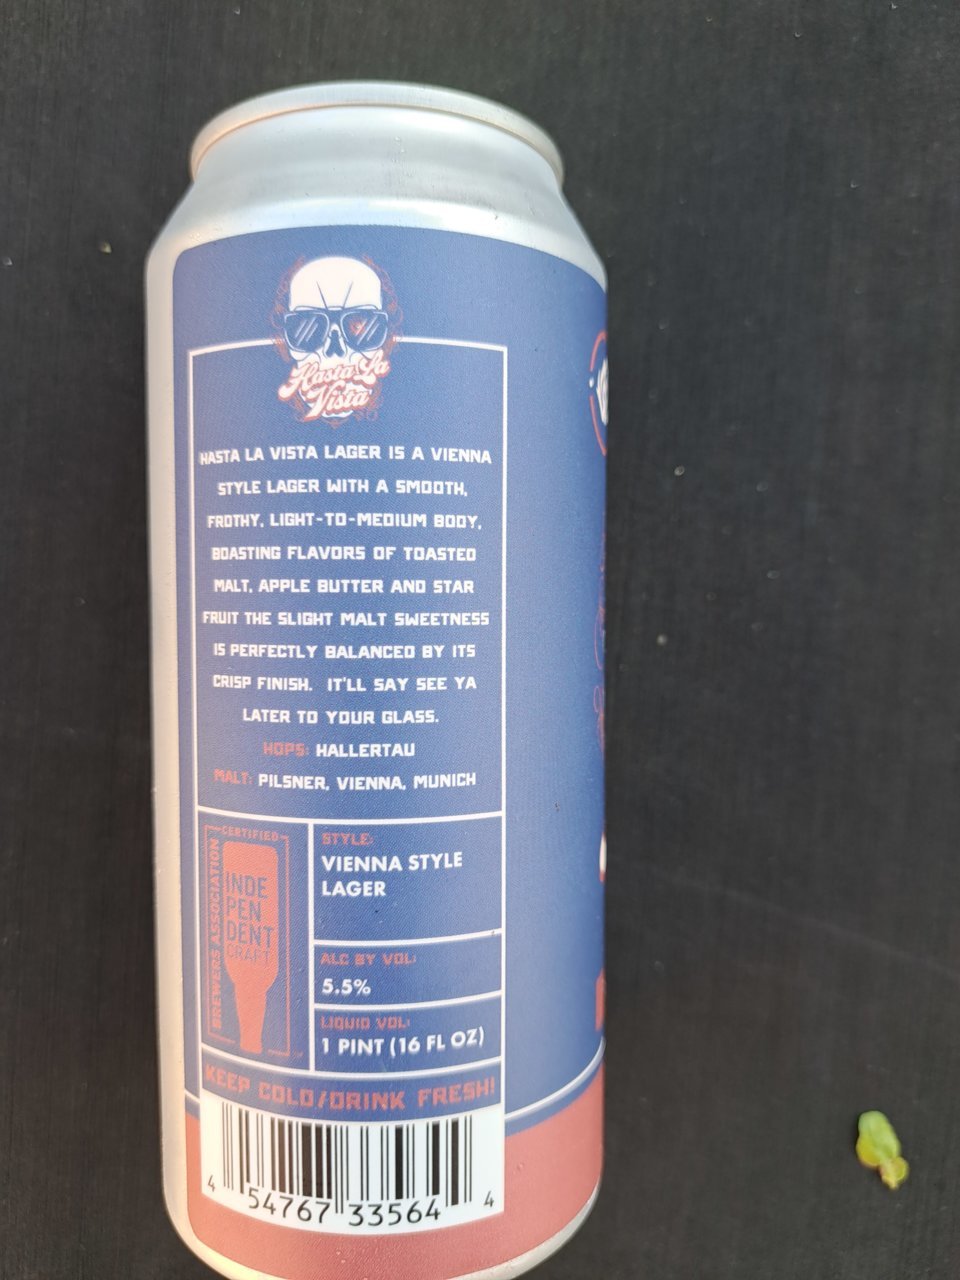 Hasta La
Vista
HASTA LA VISTA LAGER IS A VIENNA
STYLE LAGER WITH A SMOOTH,
FROTHY, LIGHT-TO-MEDIUM BODY,
BOASTING FLAVORS OF TOASTED
MALT, APPLE BUTTER AND STAR
FRUIT THE SLIGHT MALT SWEETNESS
IS PERFECTLY BALANCED BY ITS
CRISP FINISH. IT'LL SAY SEE YA
LATER TO YOUR GLASS.
HOPS: HALLERTAU
MALT: PILSNER, VIENNA, MUNICH
CERTIFIED
BREWERS ASSOCIATION
INDE
PEN
DENT
CRAFT
STYLE:
VIENNA STYLE
LAGER
ALC BY VOL:
5.5%
LIQUID VOL:
1 PINT (16 FL OZ)
KEEP COLD/DRINK FRESH!
4 54767 33564 4